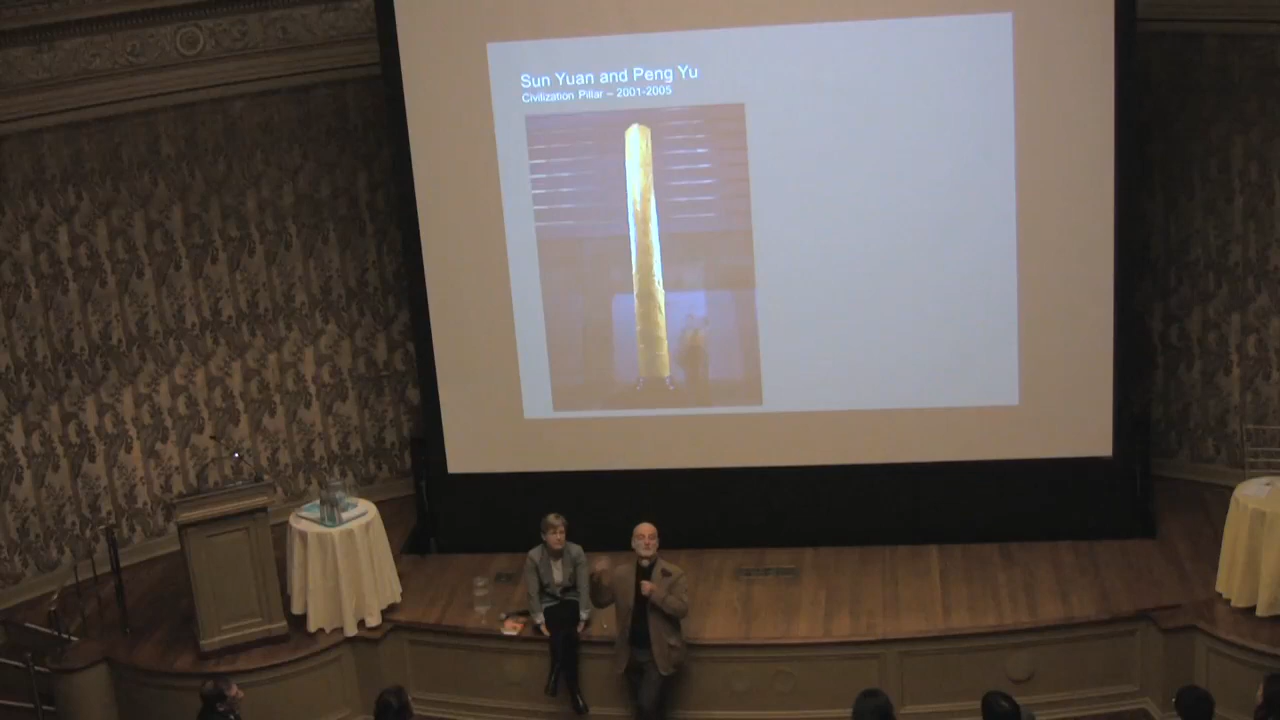 Sun Yuan and Peng Yu
Civilization Pillar – 2001-2005